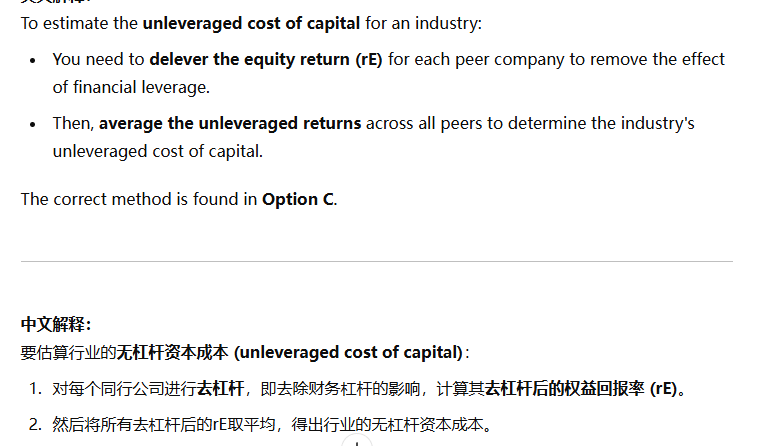 To estimate the unleveraged cost of capital for an industry:
• You need to delever the equity return (rE) for each peer company to remove the effect
of financial leverage.
• Then, average the unleveraged returns across all peers to determine the industry's
unleveraged cost of capital.
The correct method is found in Option C.
中文解释：
要估算行业的无杠杆资本成本 (unleveraged cost of capital)：
1. 对每个同行公司进行去杠杆，即去除财务杠杆的影响，计算其去杠杆后的权益回报率 (rE)。
2. 然后将所有去杠杆后的rE取平均，得出行业的无杠杆资本成本。